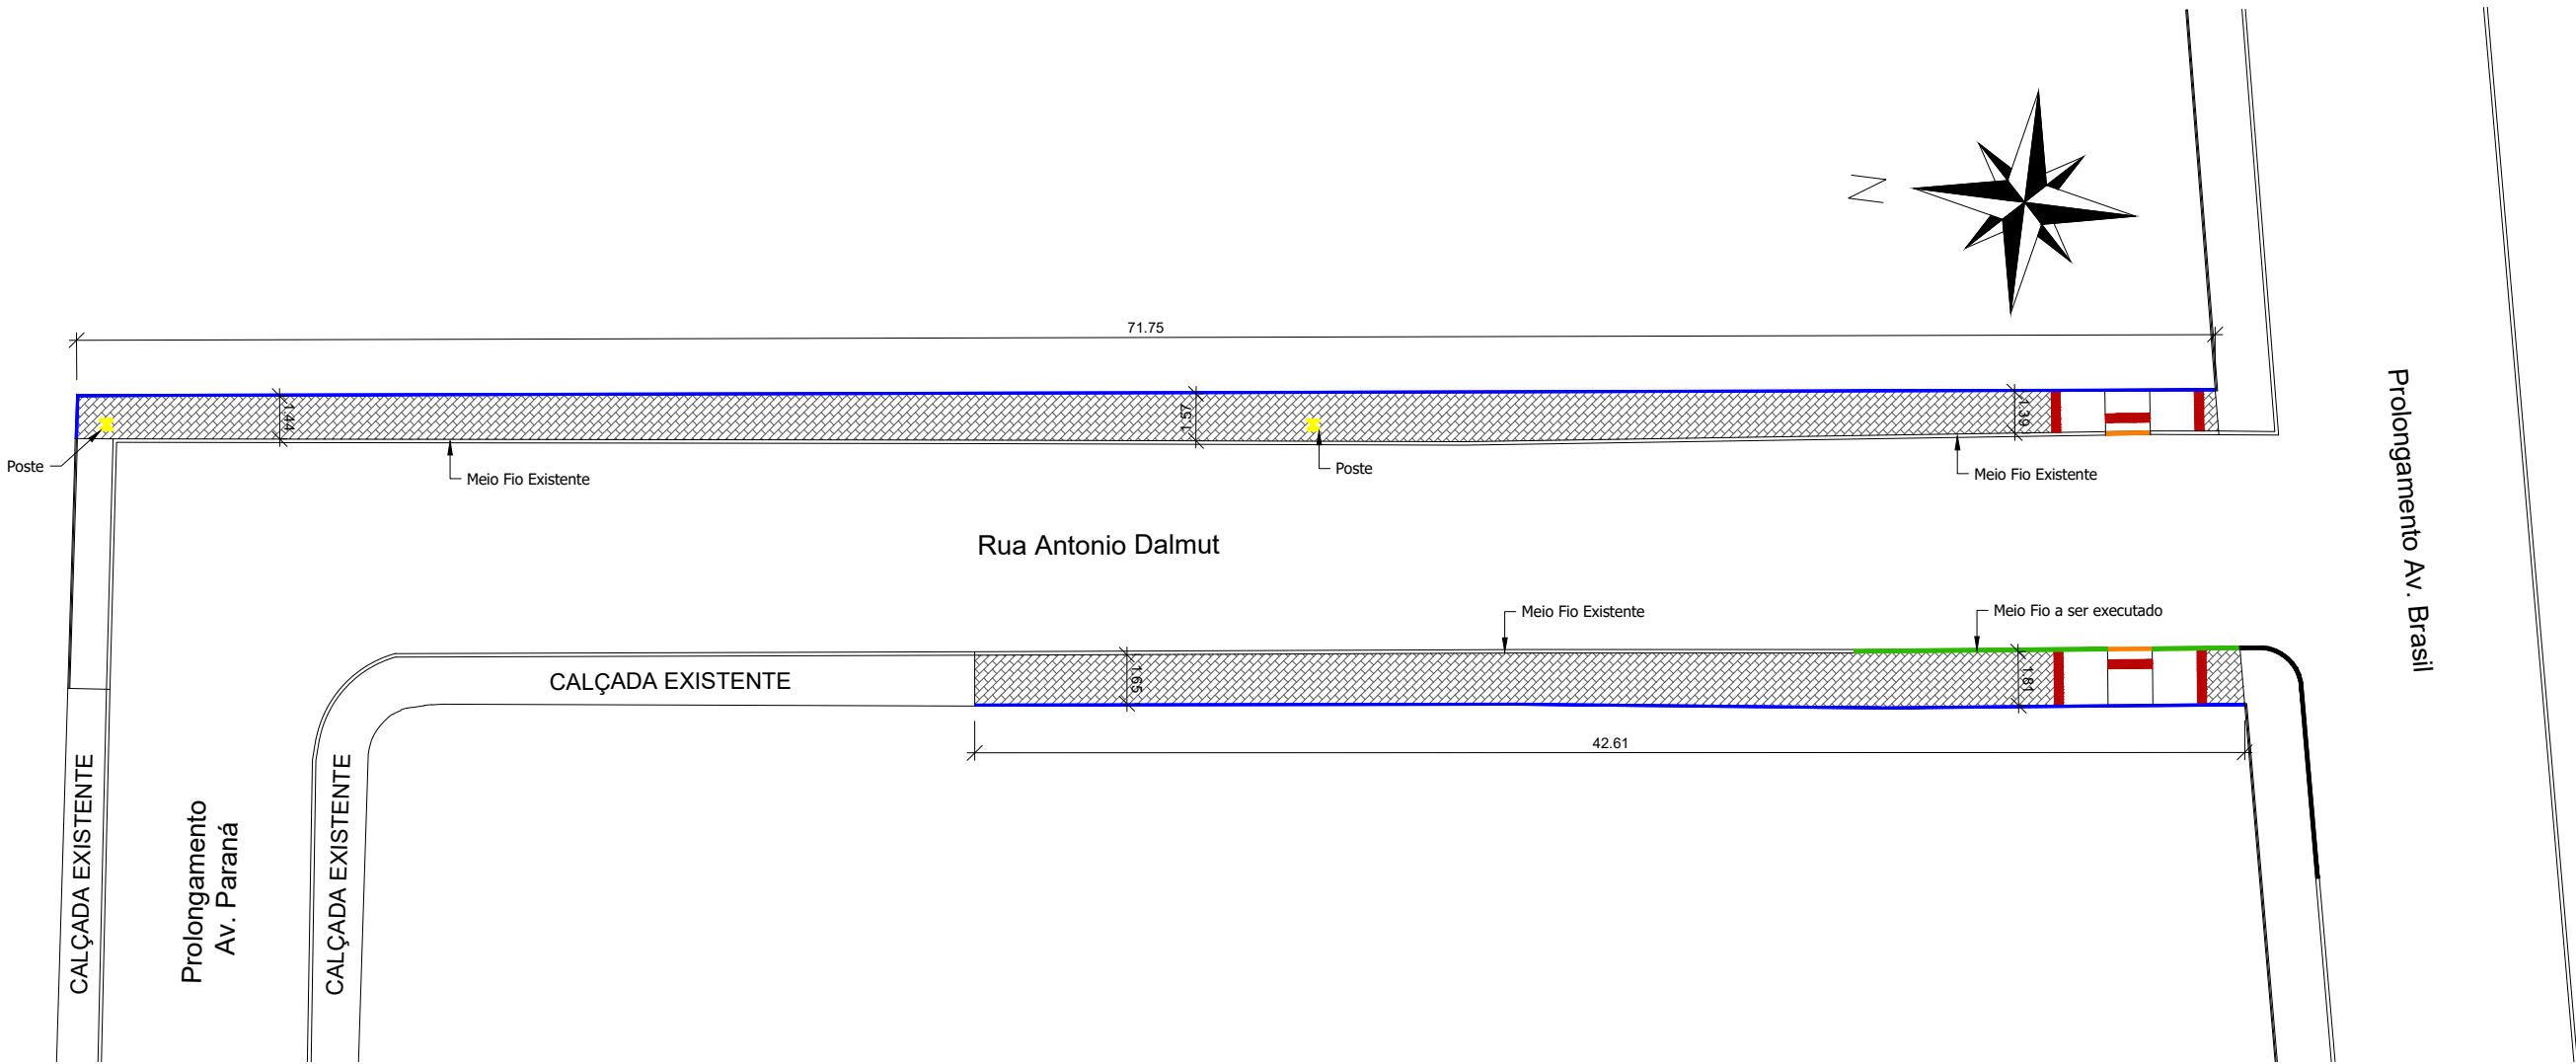 N
71.75
1.44
1.57
1.39
Poste
Meio Fio Existente
Poste
Meio Fio Existente
Rua Antonio Dalmut
Prolongamento Av. Brasil
Meio Fio Existente
Meio Fio a ser executado
CALÇADA EXISTENTE
1.65
1.81
42.61
CALÇADA EXISTENTE
Prolongamento
Av. Paraná
CALÇADA EXISTENTE